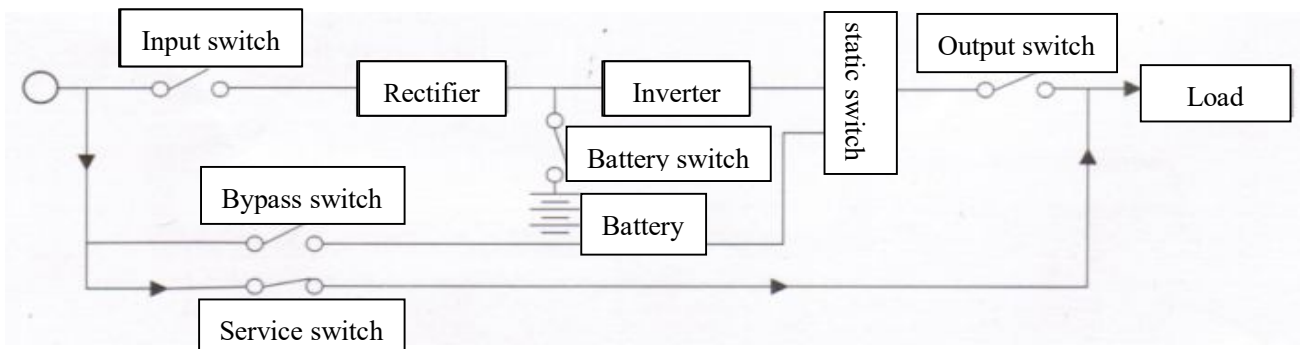 Input switch
static switch
Output switch
Rectifier
Inverter
Load
Battery switch
Bypass switch
Battery
Service switch